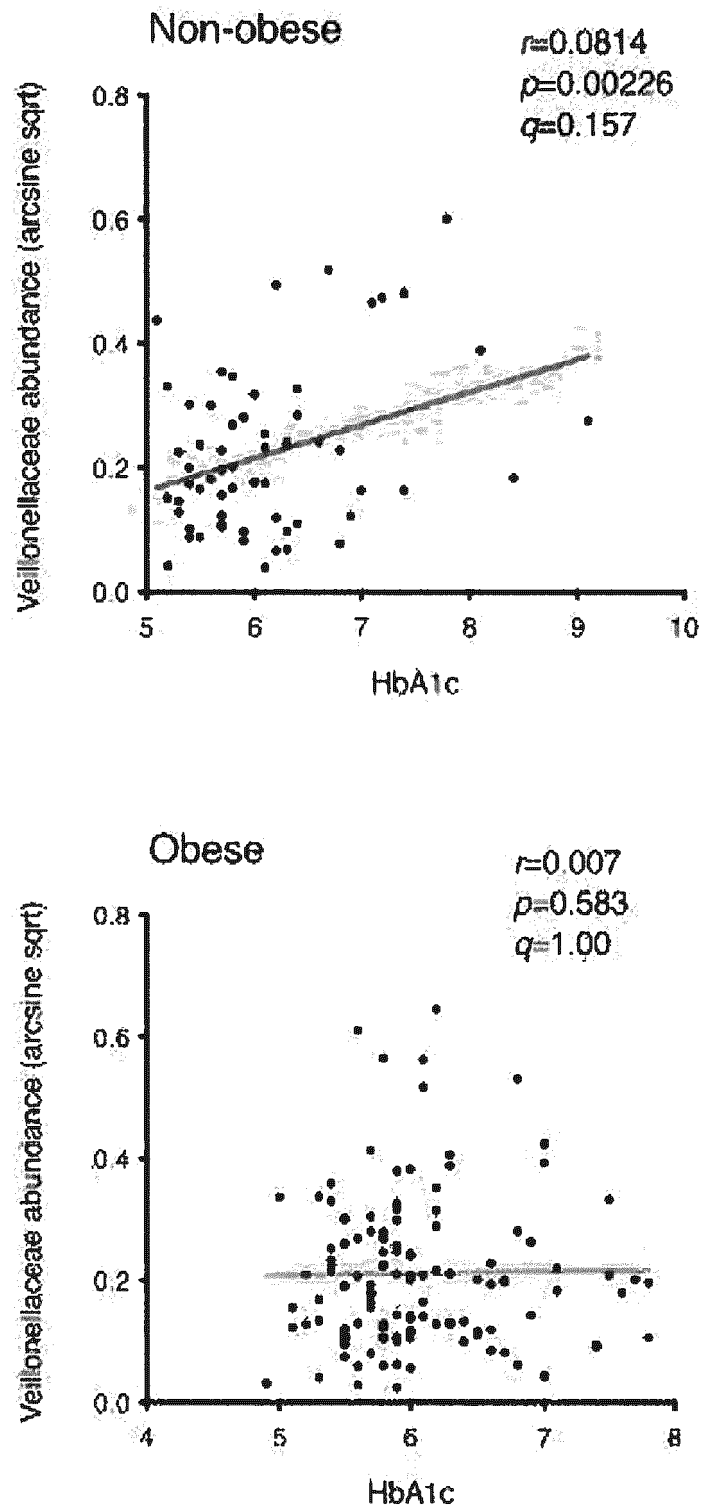 Non-obese
r=0.0814
p=0.00226
q=0.157
Veillonellaceae abundance (arcsine sqrt)
0.8
0.6
0.4
0.2
0.0
5 6 7 8 9 10
HbA1c
Obese
r=0.007
p=0.583
q=1.00
Veillonellaceae abundance (arcsine sqrt)
0.8
0.6
0.4
0.2
0.0
4 5 6 7 8
HbA1c